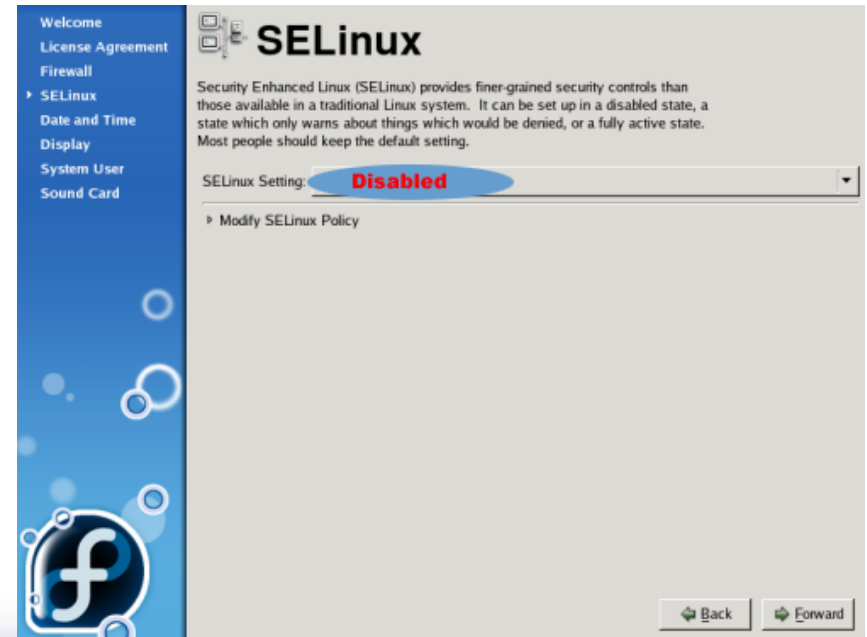 Welcome
License Agreement
Firewall
SELinux
Date and Time
Display
System User
Sound Card
SELinux
Security Enhanced Linux (SELinux) provides finer-grained security controls than
those available in a traditional Linux system. It can be set up in a disabled state, a
state which only warns about things which would be denied, or a fully active state.
Most people should keep the default setting.
SELinux Setting: Disabled
Modify SELinux Policy
Back
Forward